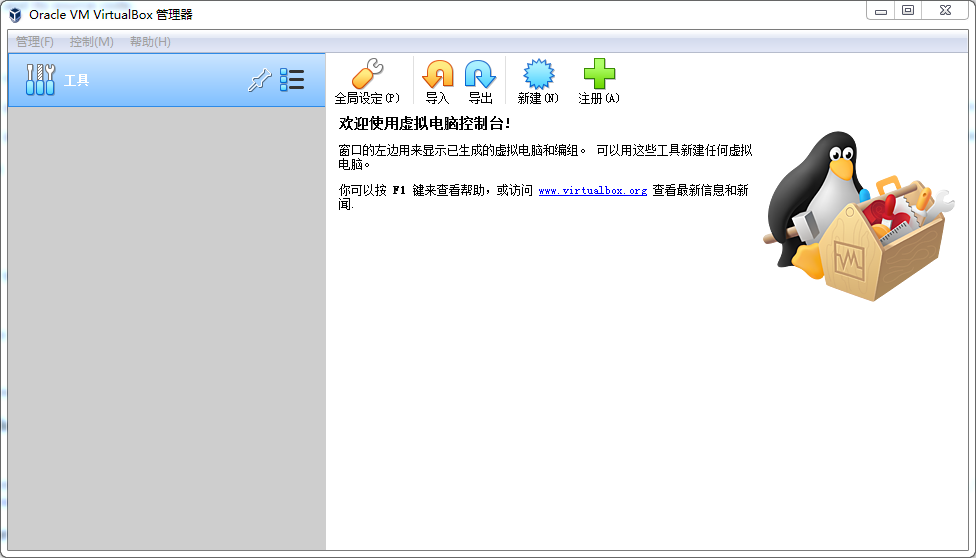 Oracle VM VirtualBox 管理器
管理(F) 控制(M) 帮助(H)
工具
全局设定(P) 导入 导出 新建(N) 注册(A)
欢迎使用虚拟电脑控制台!
窗口的左边用来显示已生成的虚拟电脑和编组。 可以用这些工具新建任何虚拟
电脑。
你可以按 F1 键来查看帮助，或访问 www.virtualbox.org 查看最新信息和新
闻.
VM